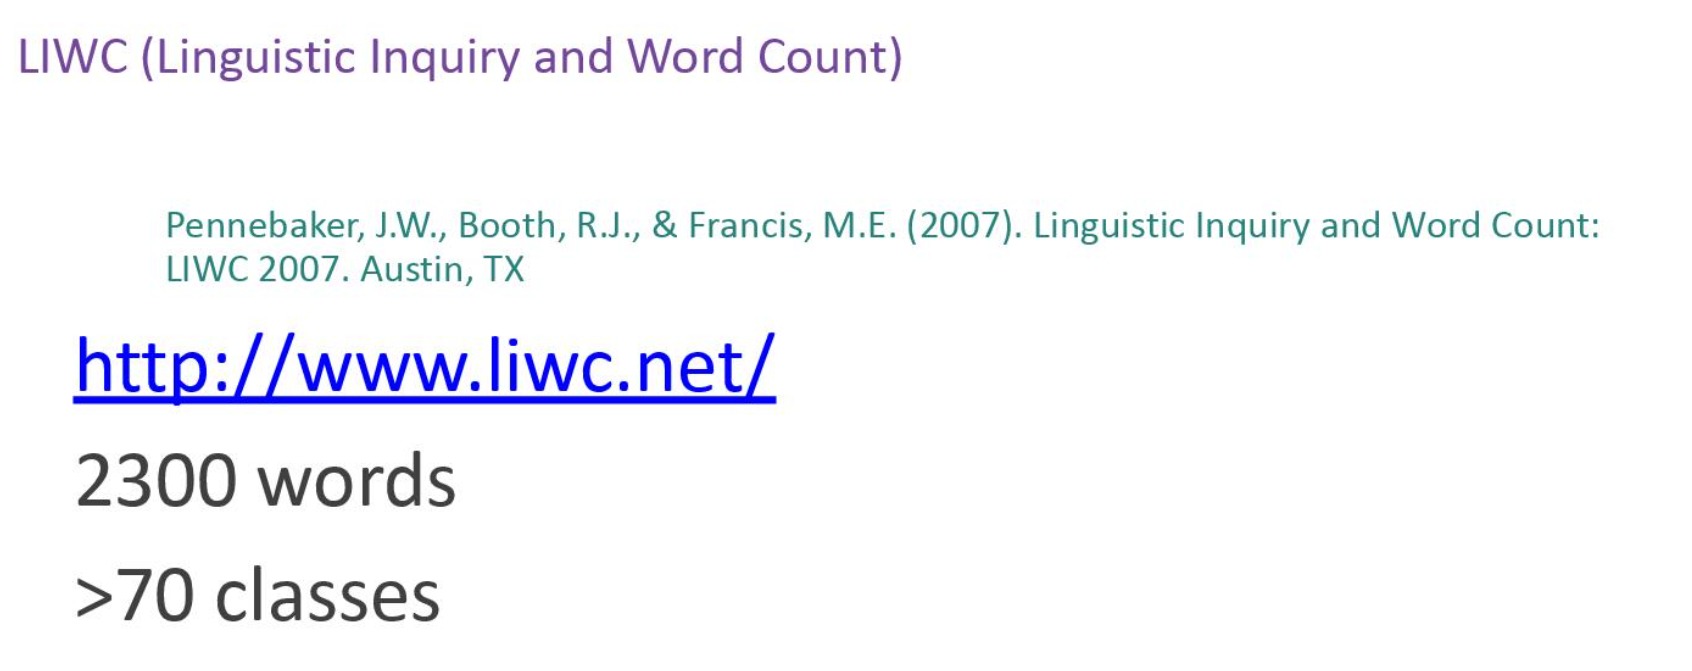 LIWC (Linguistic Inquiry and Word Count)
Pennebaker, J.W., Booth, R.J., & Francis, M.E. (2007). Linguistic Inquiry and Word Count:
LIWC 2007. Austin, TX
http://www.liwc.net/
2300 words
>70 classes